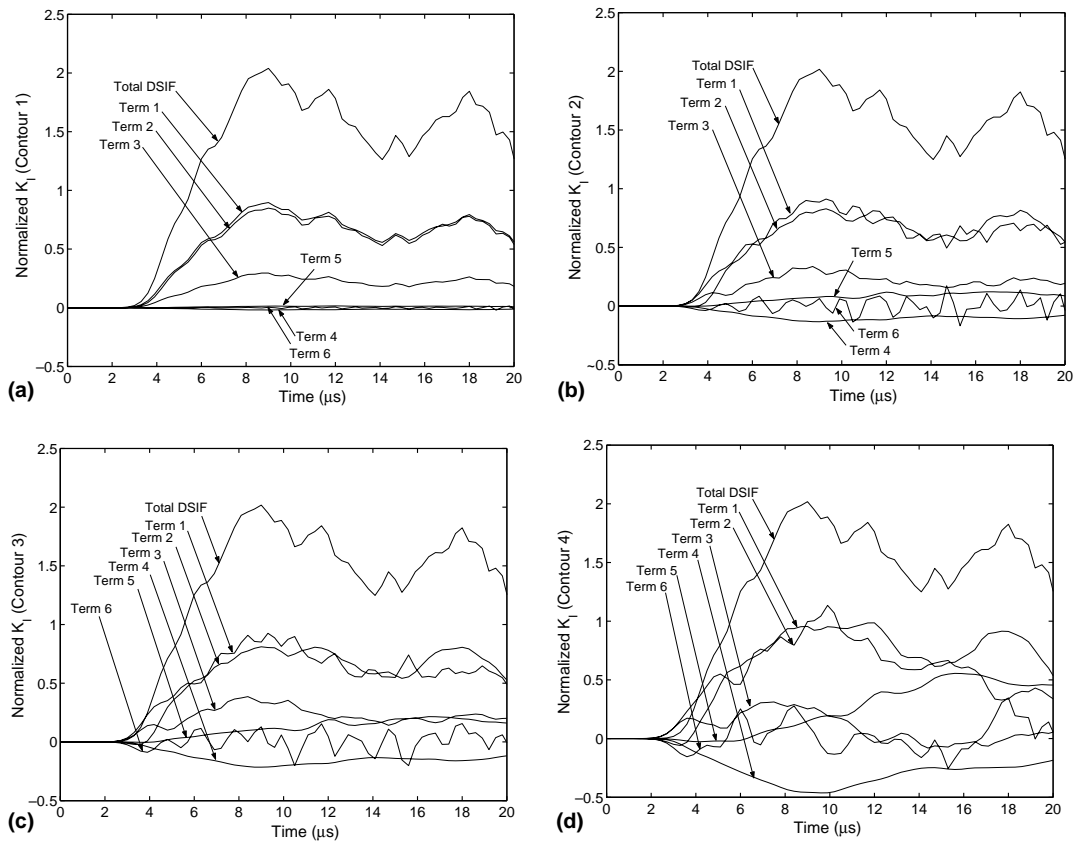 2.5
2
1.5
1
0.5
0
−0.5
Normalized K_I (Contour 1)
Total DSIF
Term 1
Term 2
Term 3
Term 5
Term 4
Term 6
0 2 4 6 8 10 12 14 16 18 20
Time (μs)
(a)
2.5
2
1.5
1
0.5
0
~0.5
Normalized K_I (Contour 2)
Total DSIF
Term 1
Term 2
Term 3
Term 5
Term 6
Term 4
0 2 4 6 8 10 12 14 16 18 20
Time (μs)
(b)
2.5
2
1.5
1
0.5
0
−0.5
Normalized K_I (Contour 3)
Total DSIF
Term 1
Term 2
Term 3
Term 4
Term 5
Term 6
0 2 4 6 8 10 12 14 16 18 20
Time (μs)
(c)
2.5
2
1.5
1
0.5
0
−0.5
Normalized K_I (Contour 4)
Total DSIF
Term 1
Term 2
Term 3
Term 4
Term 5
Term 6
0 2 4 6 8 10 12 14 16 18 20
Time (μs)
(d)